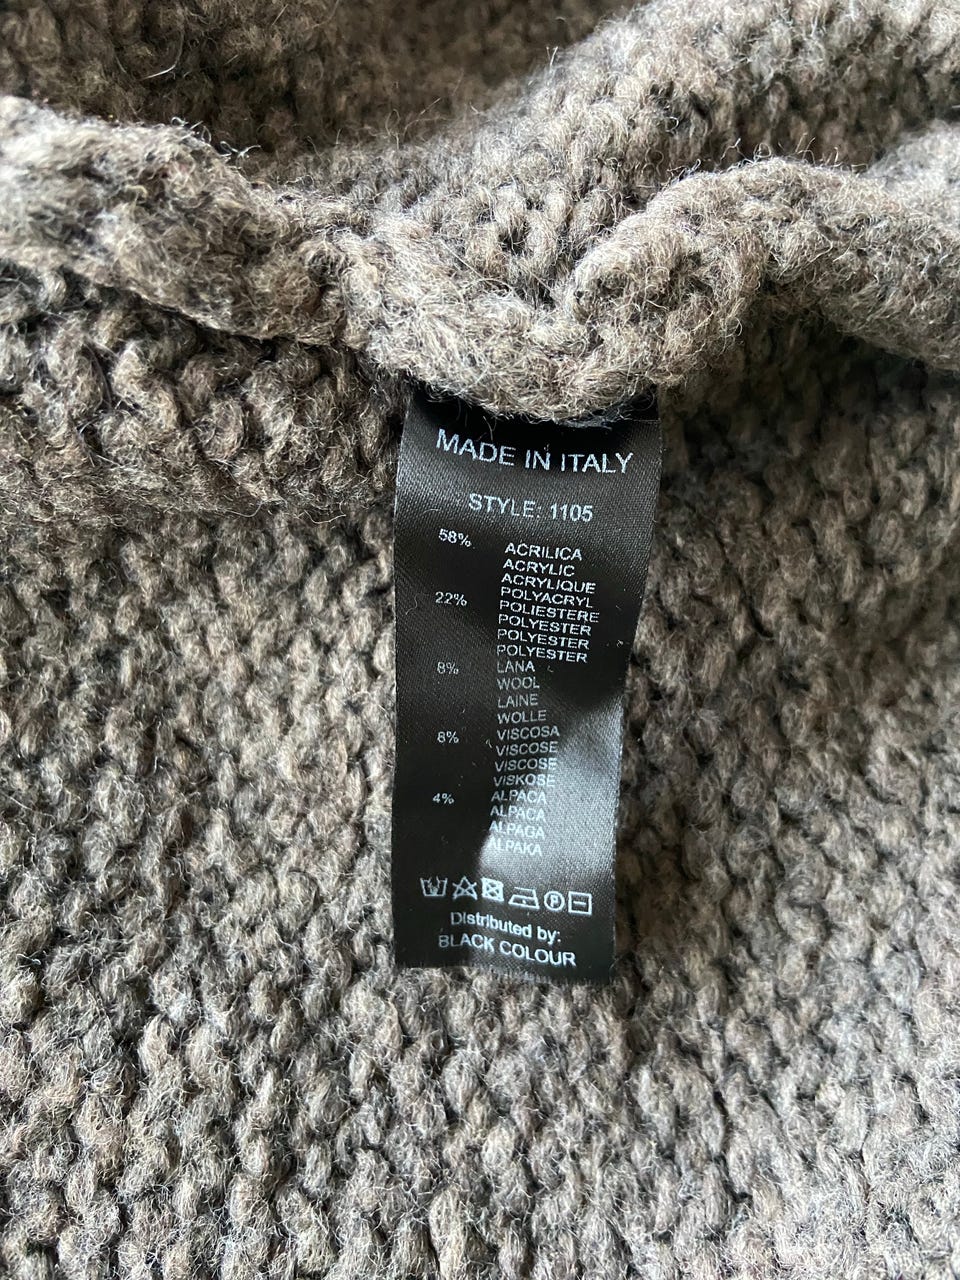 MADE IN ITALY
STYLE: 1105
58% ACRILICA
ACRYLIC
ACRYLIQUE
POLYACRYL
22% POLIESTERE
POLYESTER
POLYESTER
POLYESTER
8% LANA
WOOL
LAINE
WOLLE
8% VISCOSA
VISCOSE
VISCOSE
VISKOSE
4% ALPACA
ALPACA
ALPAGA
ALPAKA
P
Distributed by:
BLACK COLOUR